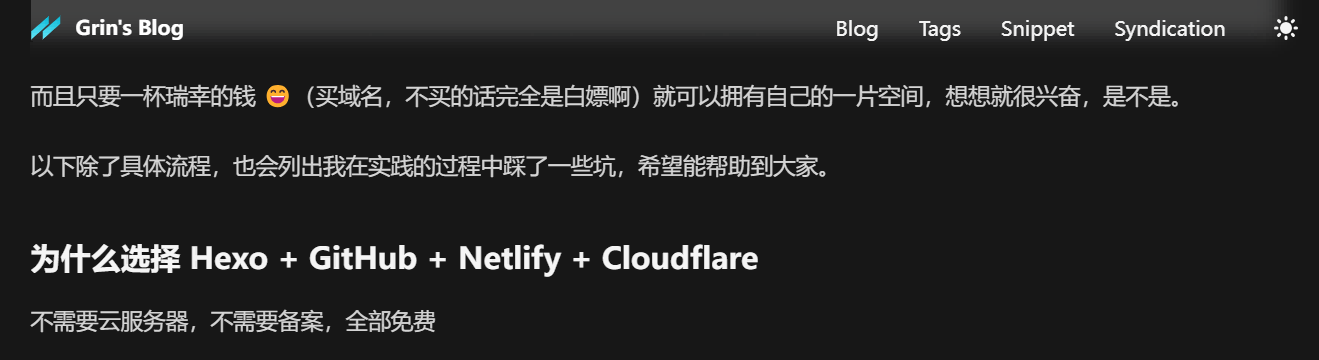 Grin's Blog Blog Tags Snippet Syndication
而且只要一杯瑞幸的钱 😄（买域名，不买的话完全是白嫖啊）就可以拥有自己的一片空间，想想就很兴奋，是不是。
以下除了具体流程，也会列出我在实践的过程中踩了一些坑，希望能帮助到大家。
为什么选择 Hexo + GitHub + Netlify + Cloudflare
不需要云服务器，不需要备案，全部免费